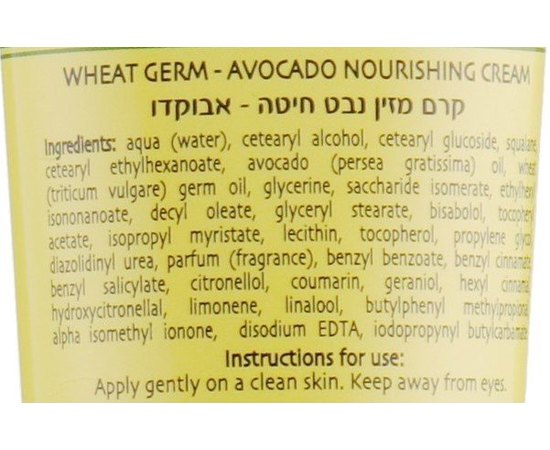 WHEAT GERM - AVOCADO NOURISHING CREAM
קרם מזין נבט חיטה - אבוקדו
Ingredients: aqua (water), cetearyl alcohol, cetearyl glucoside, squalane,
cetearyl ethylhexanoate, avocado (persea gratissima) oil, wheat
(triticum vulgare) germ oil, glycerine, saccharide isomerate, ethylhexyl
isononanoate, decyl oleate, glyceryl stearate, bisabolol, tocopheryl
acetate, isopropyl myristate, lecithin, tocopherol, propylene glycol,
diazolidinyl urea, parfum (fragrance), benzyl benzoate, benzyl cinnamate,
benzyl salicylate, citronellol, coumarin, geraniol, hexyl cinnamal,
hydroxycitronellal, limonene, linalool, butylphenyl methylpropional,
alpha isomethyl ionone, disodium EDTA, iodopropynyl butylcarbamate
Instructions for use:
Apply gently on a clean skin. Keep away from eyes.